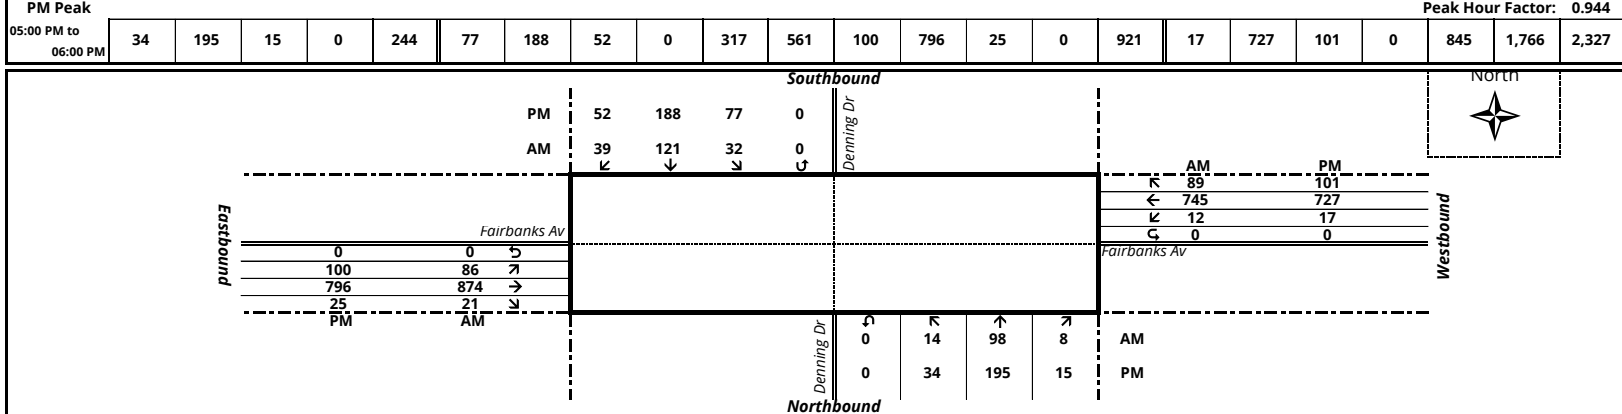 PM Peak Peak Hour Factor: 0.944
05:00 PM to
06:00 PM
34 195 15 0 244 77 188 52 0 317 561 100 796 25 0 921 17 727 101 0 845 1,766 2,327
Southbound
North
PM 52 188 77 0
Denning Dr
AM 39 121 32 0
↙ ↓ ↘ ↺
AM PM
↖ 89 101
← 745 727
↙ 12 17
↪ 0 0
Eastbound
Westbound
Fairbanks Av
Fairbanks Av
0 0 ↺
100 86 ↗
796 874 →
25 21 ↘
PM AM
Denning Dr
↶ ↖ ↑ ↗
0 14 98 8 AM
0 34 195 15 PM
Northbound